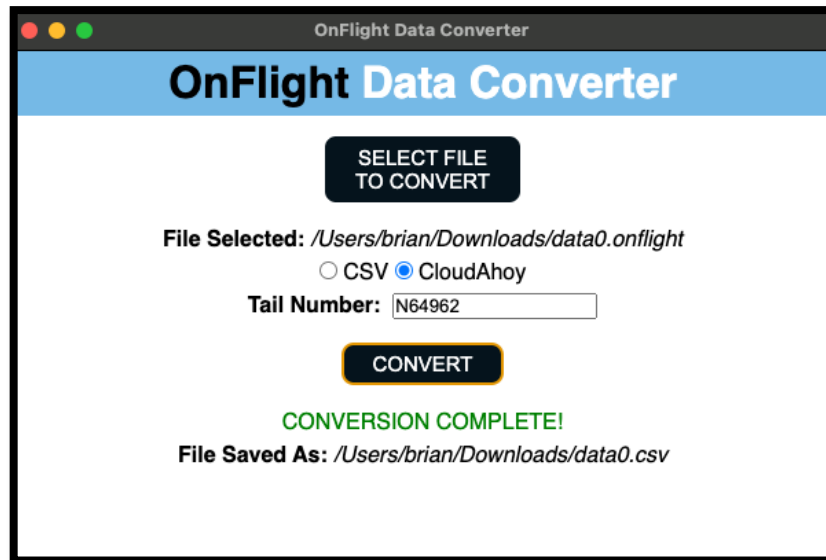 OnFlight Data Converter
OnFlight Data Converter
SELECT FILE
TO CONVERT
File Selected: /Users/brian/Downloads/data0.onflight
CSV CloudAhoy
Tail Number: N64962
CONVERT
CONVERSION COMPLETE!
File Saved As: /Users/brian/Downloads/data0.csv